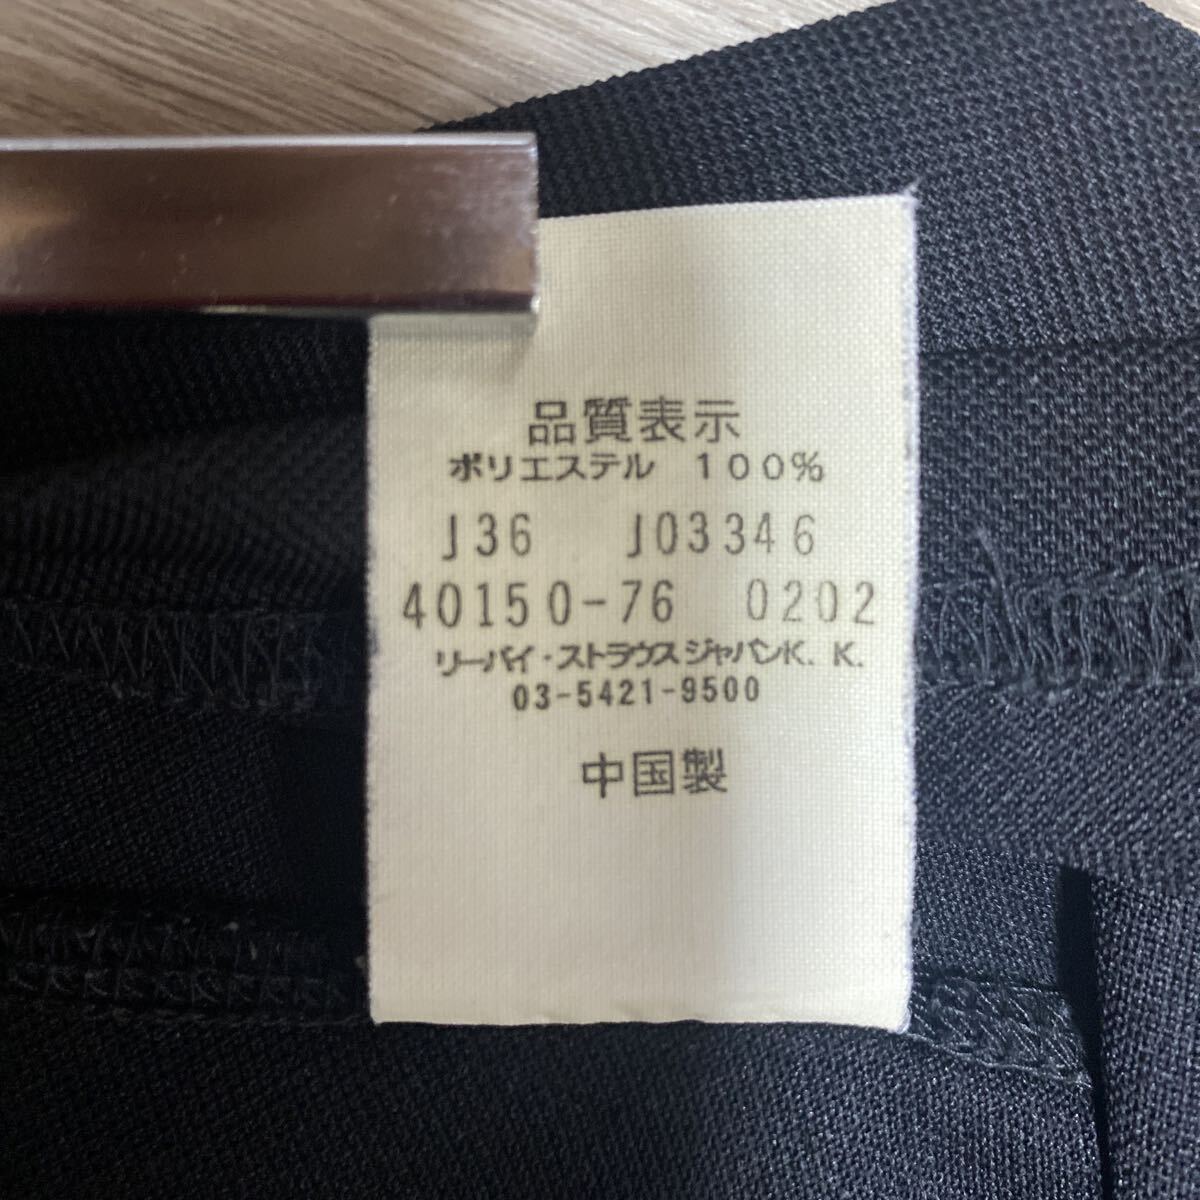 品質表示
ポリエステル 100%
J36 J03346
40150-76 0202
リーバイ・ストラウスジャパンK.K.
03-5421-9500
中国製